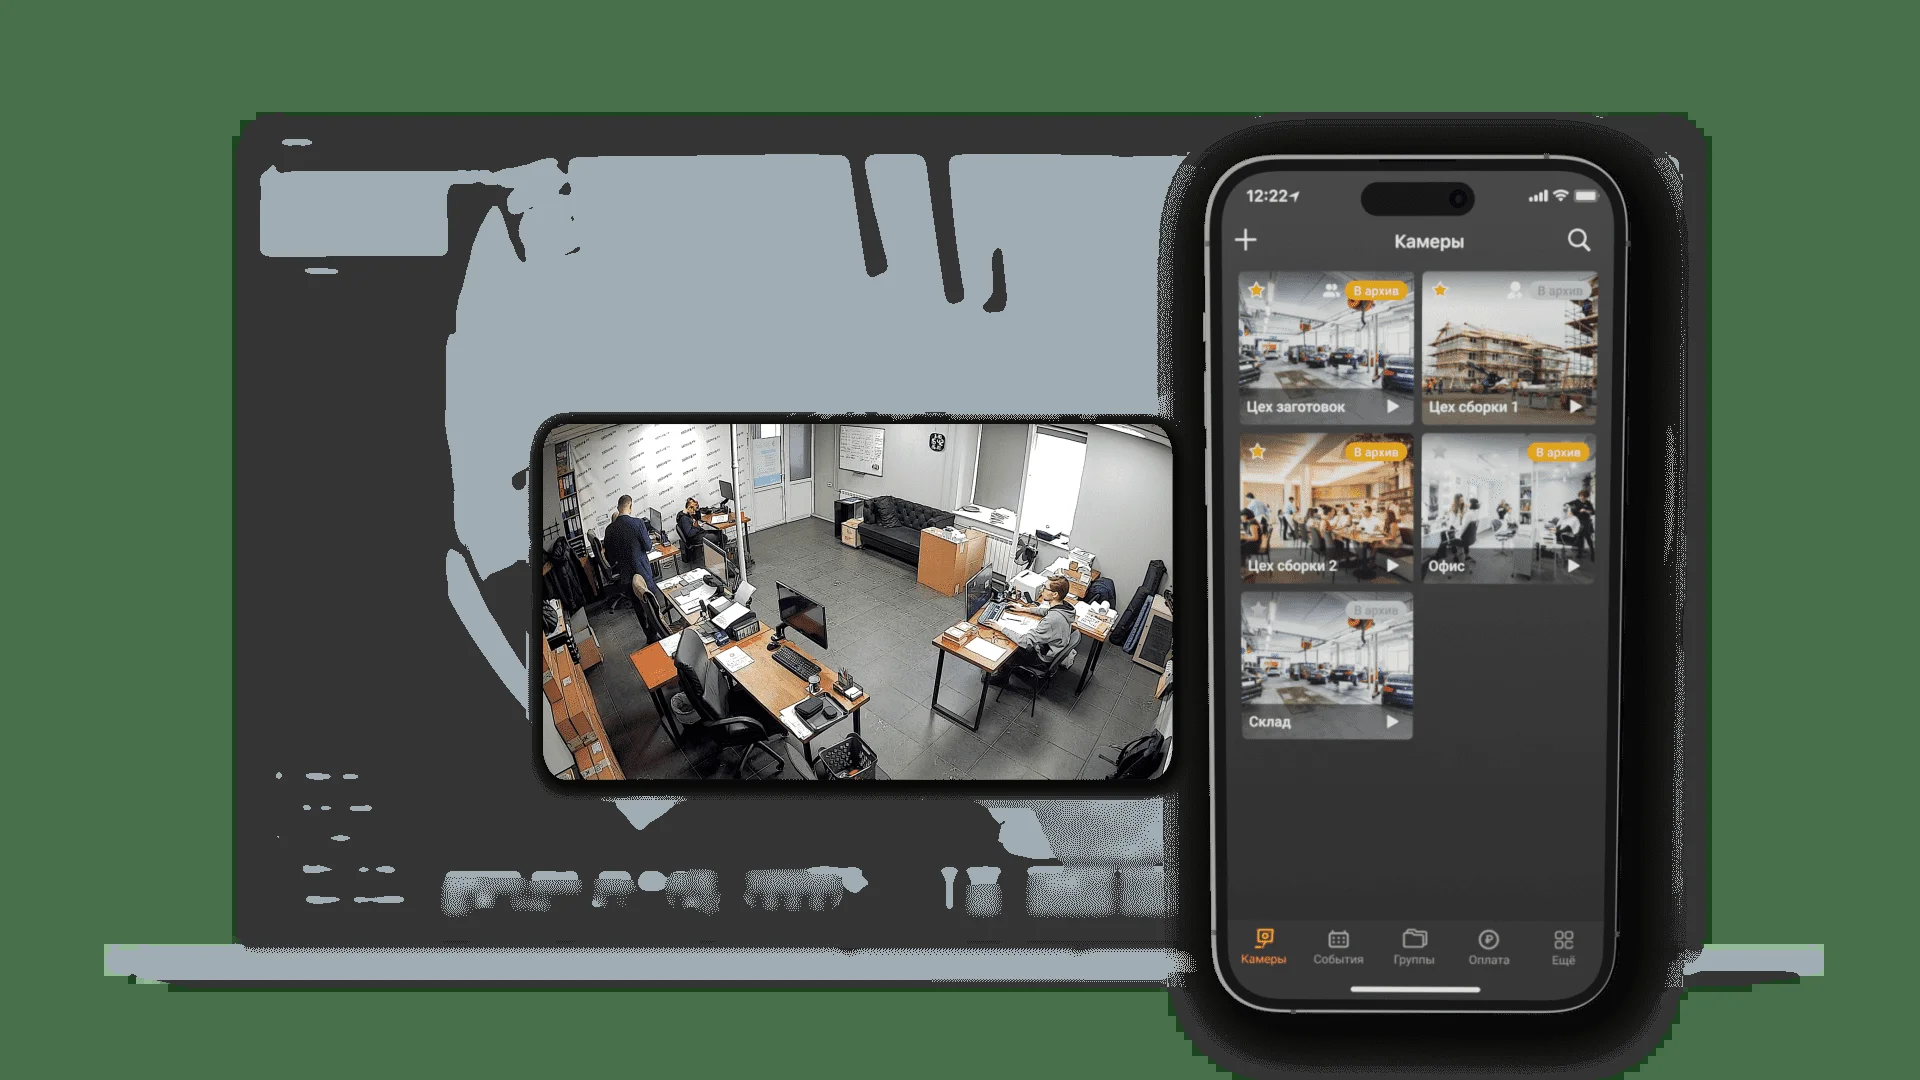 12:22
Камеры
В архив
В архив
Цех заготовок
Цех сборки 1
В архив
В архив
Цех сборки 2
Офис
В архив
Склад
Камеры
События
Группы
Оплата
Ещё